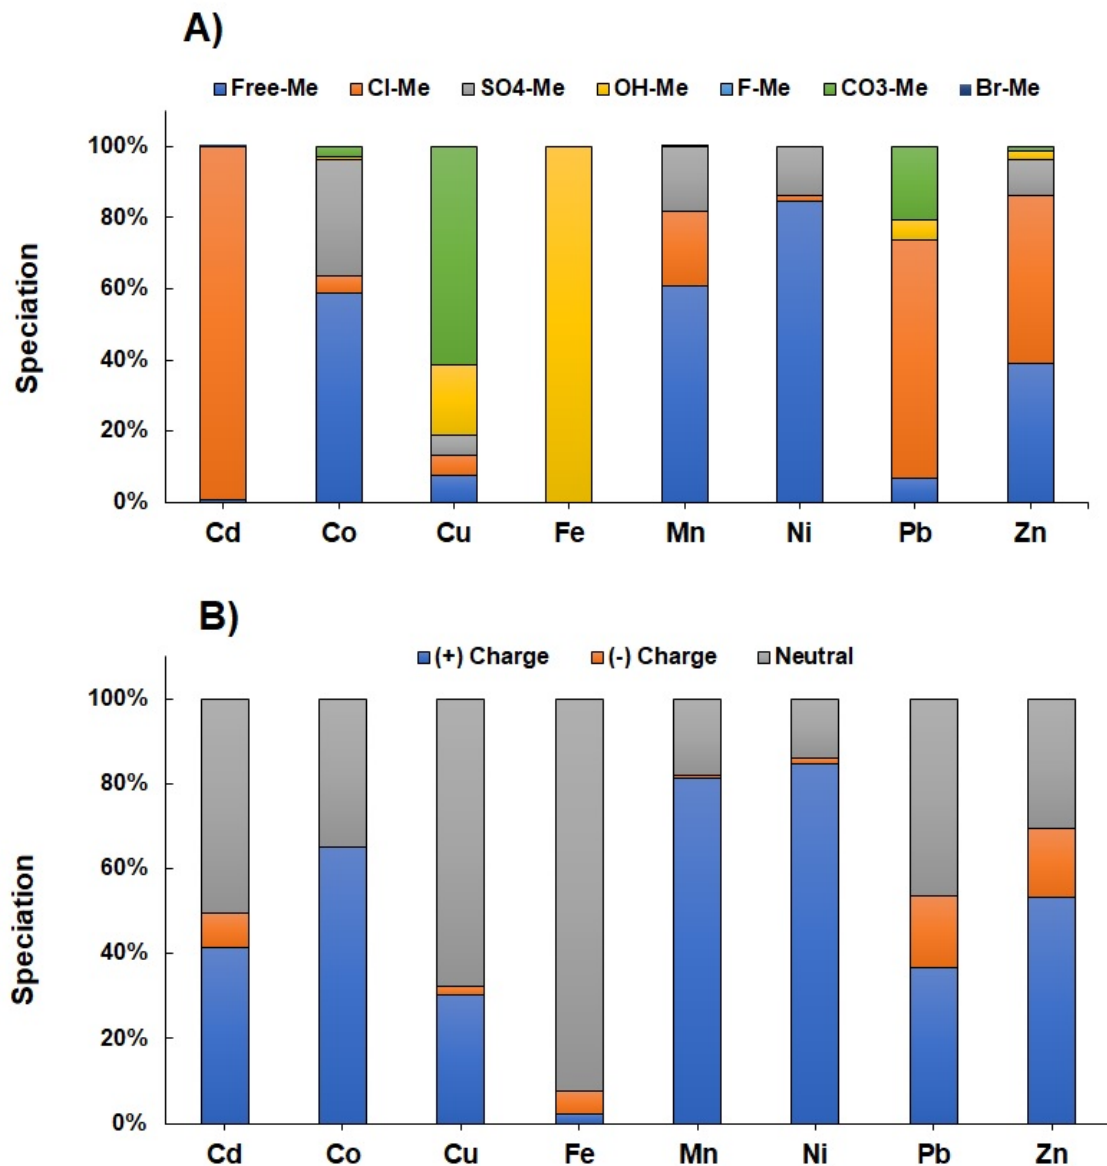 A)
Free-Me Cl-Me SO4-Me OH-Me F-Me CO3-Me Br-Me
100%
80%
60%
40%
20%
0%
Speciation
Cd Co Cu Fe Mn Ni Pb Zn
B)
(+) Charge (-) Charge Neutral
100%
80%
60%
40%
20%
0%
Speciation
Cd Co Cu Fe Mn Ni Pb Zn